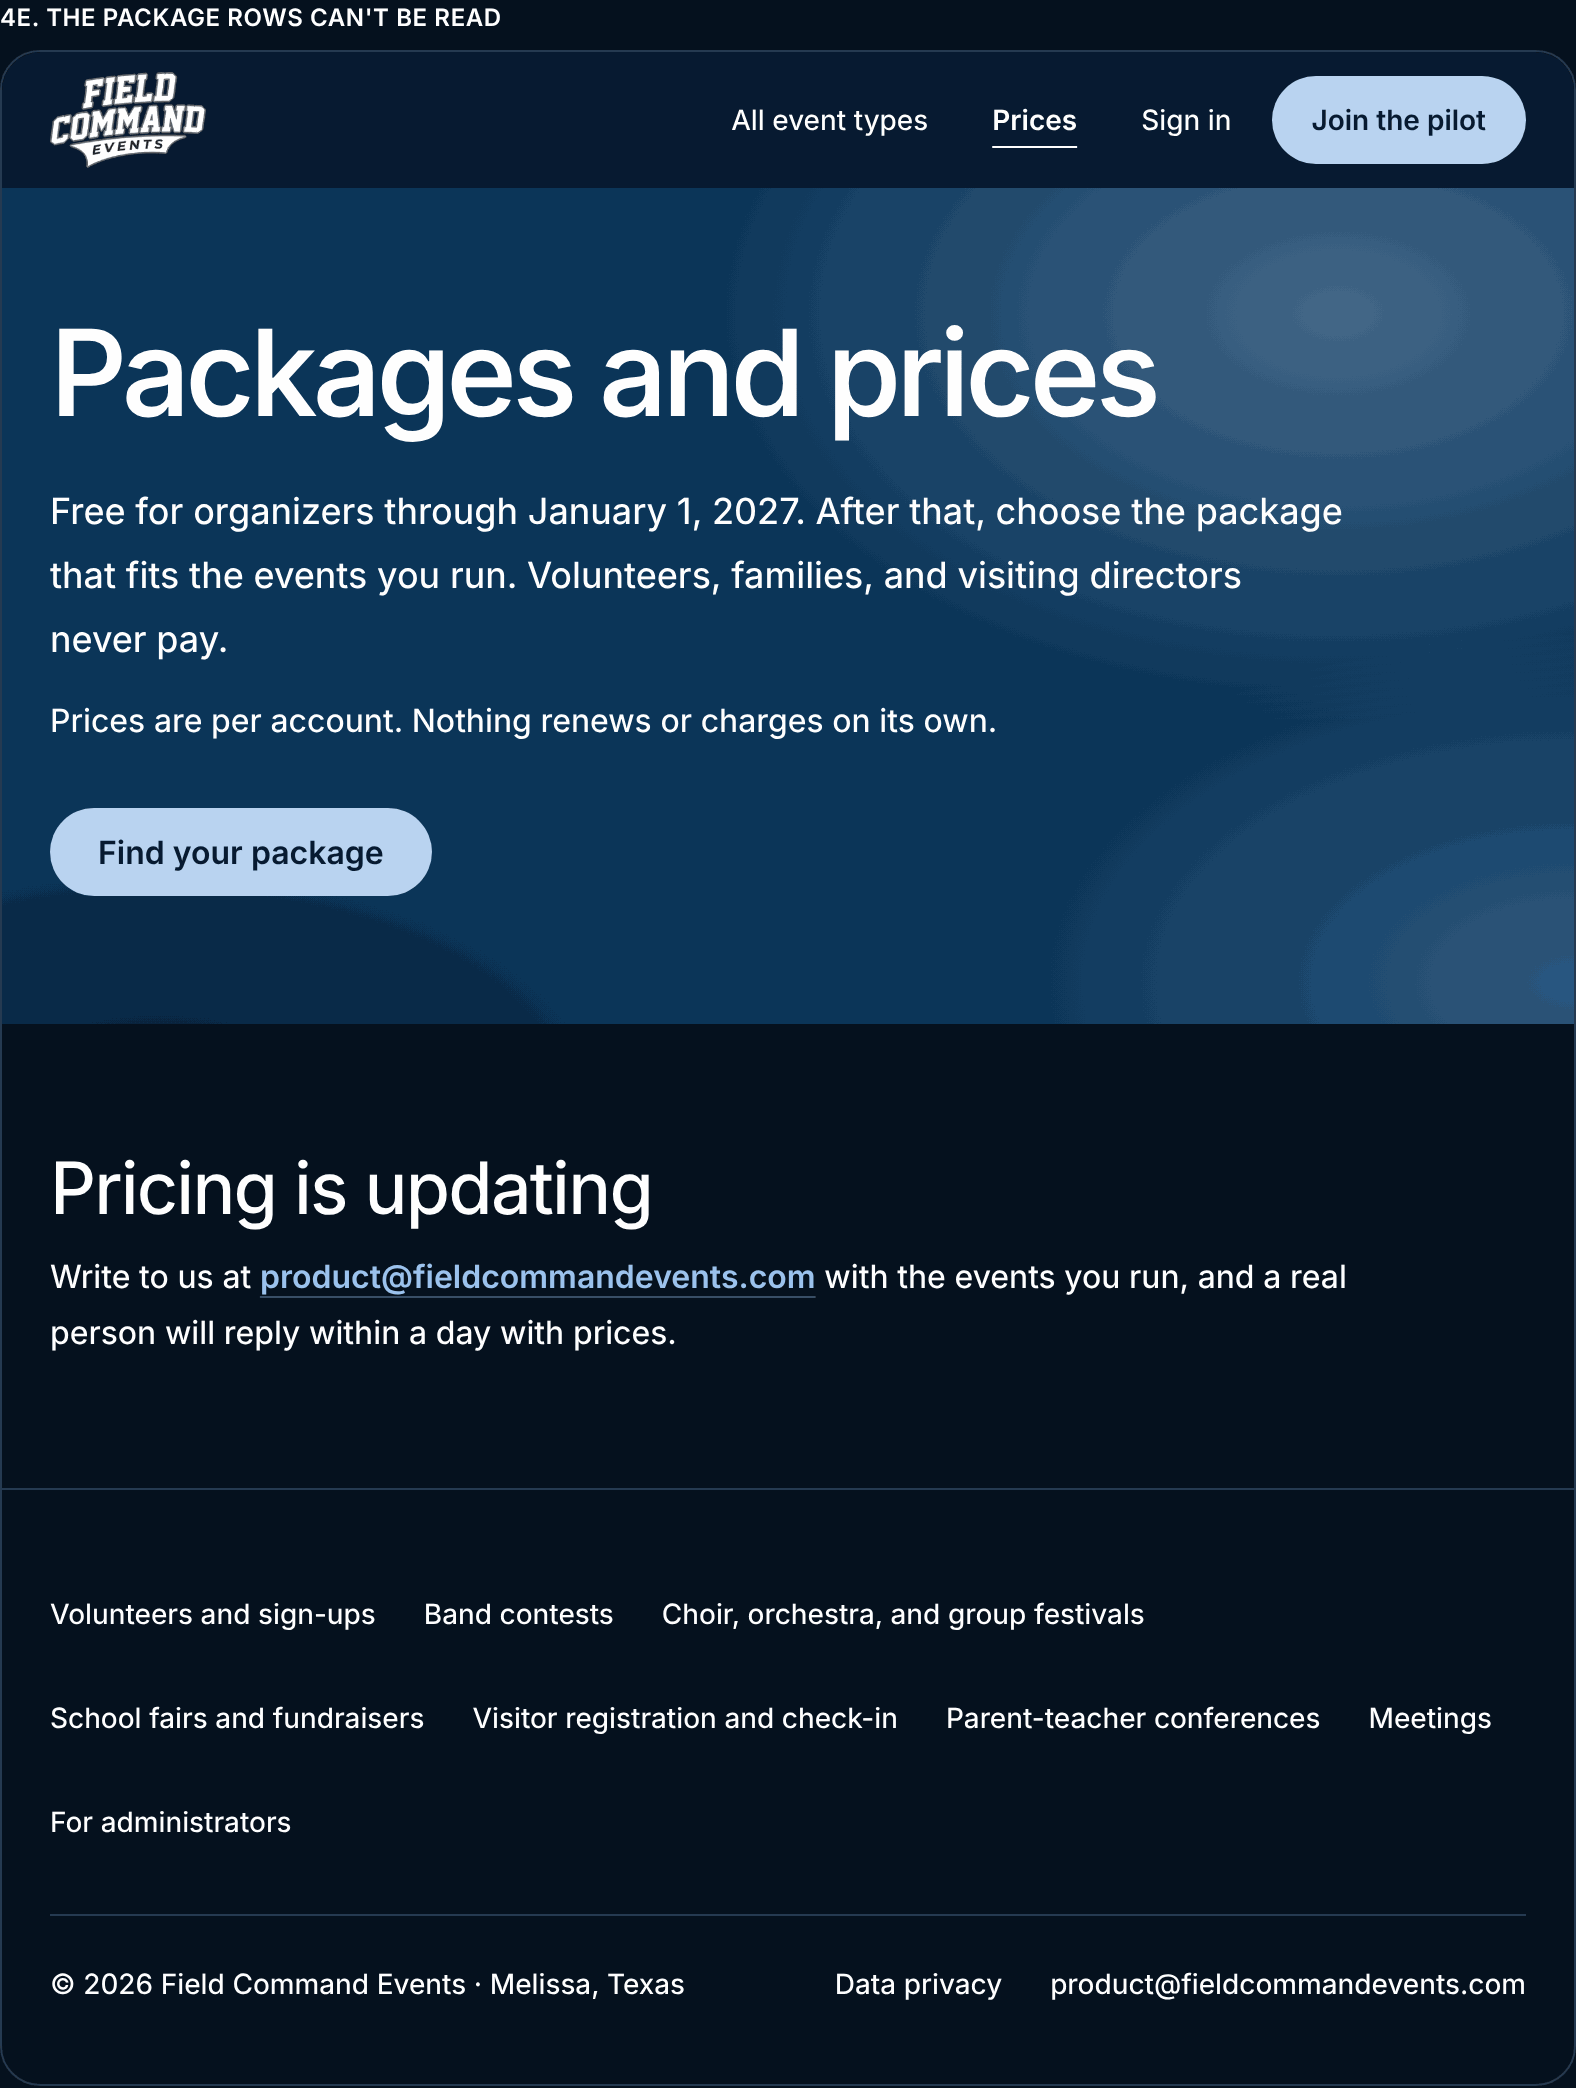 4E. THE PACKAGE ROWS CAN'T BE READ
FIELD
COMMAND
EVENTS
All event types
Prices
Sign in
Join the pilot
Packages and prices
Free for organizers through January 1, 2027. After that, choose the package
that fits the events you run. Volunteers, families, and visiting directors
never pay.
Prices are per account. Nothing renews or charges on its own.
Find your package
Pricing is updating
Write to us at product@fieldcommandevents.com with the events you run, and a real
person will reply within a day with prices.
Volunteers and sign-ups
Band contests
Choir, orchestra, and group festivals
School fairs and fundraisers
Visitor registration and check-in
Parent-teacher conferences
Meetings
For administrators
© 2026 Field Command Events · Melissa, Texas
Data privacy
product@fieldcommandevents.com